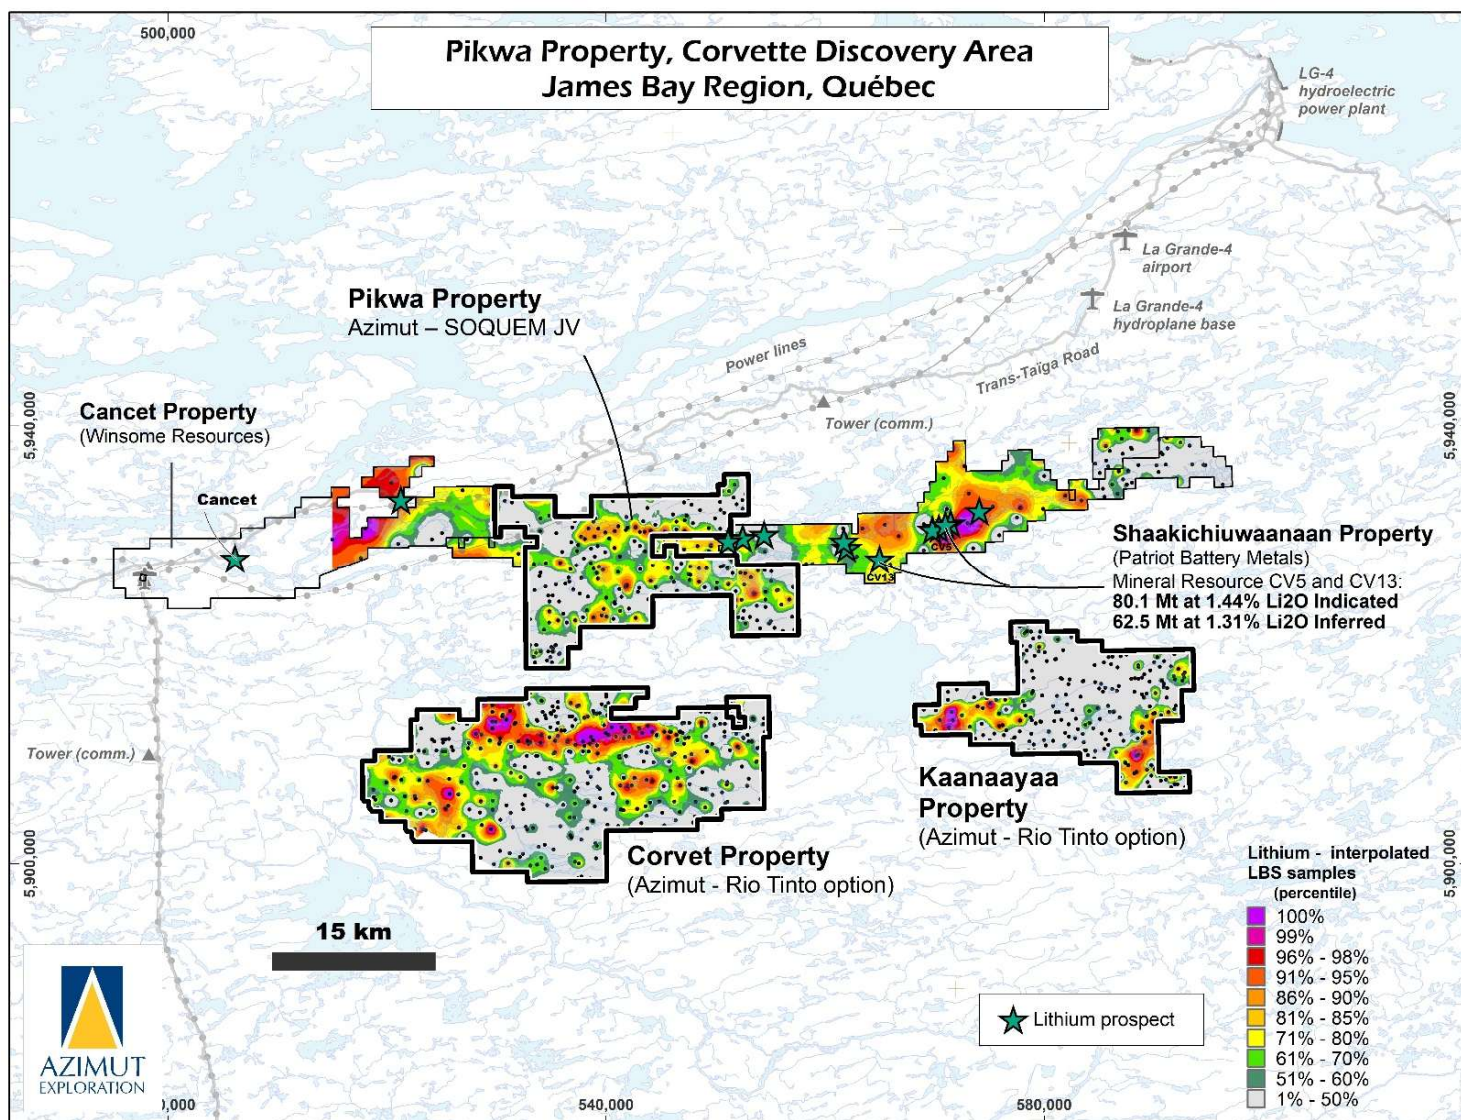 500,000
Pikwa Property, Corvette Discovery Area
James Bay Region, Québec
LG-4
hydroelectric
power plant
La Grande-4
airport
La Grande-4
hydroplane base
Pikwa Property
Azimut – SOQUEM JV
Power lines
Trans-Taïga Road
Tower (comm.)
5,940,000
5,940,000
Cancet Property
(Winsome Resources)
Cancet
CV5
CV13
Shaakichiuwaanaan Property
(Patriot Battery Metals)
Mineral Resource CV5 and CV13:
80.1 Mt at 1.44% Li2O Indicated
62.5 Mt at 1.31% Li2O Inferred
Tower (comm.)
Kaanaayaa
Property
(Azimut - Rio Tinto option)
Corvet Property
(Azimut - Rio Tinto option)
5,900,000
5,900,000
15 km
Lithium - interpolated
LBS samples
(percentile)
100%
99%
96% - 98%
91% - 95%
86% - 90%
81% - 85%
71% - 80%
61% - 70%
51% - 60%
1% - 50%
Lithium prospect
AZIMUT
EXPLORATION
0,000
540,000
580,000